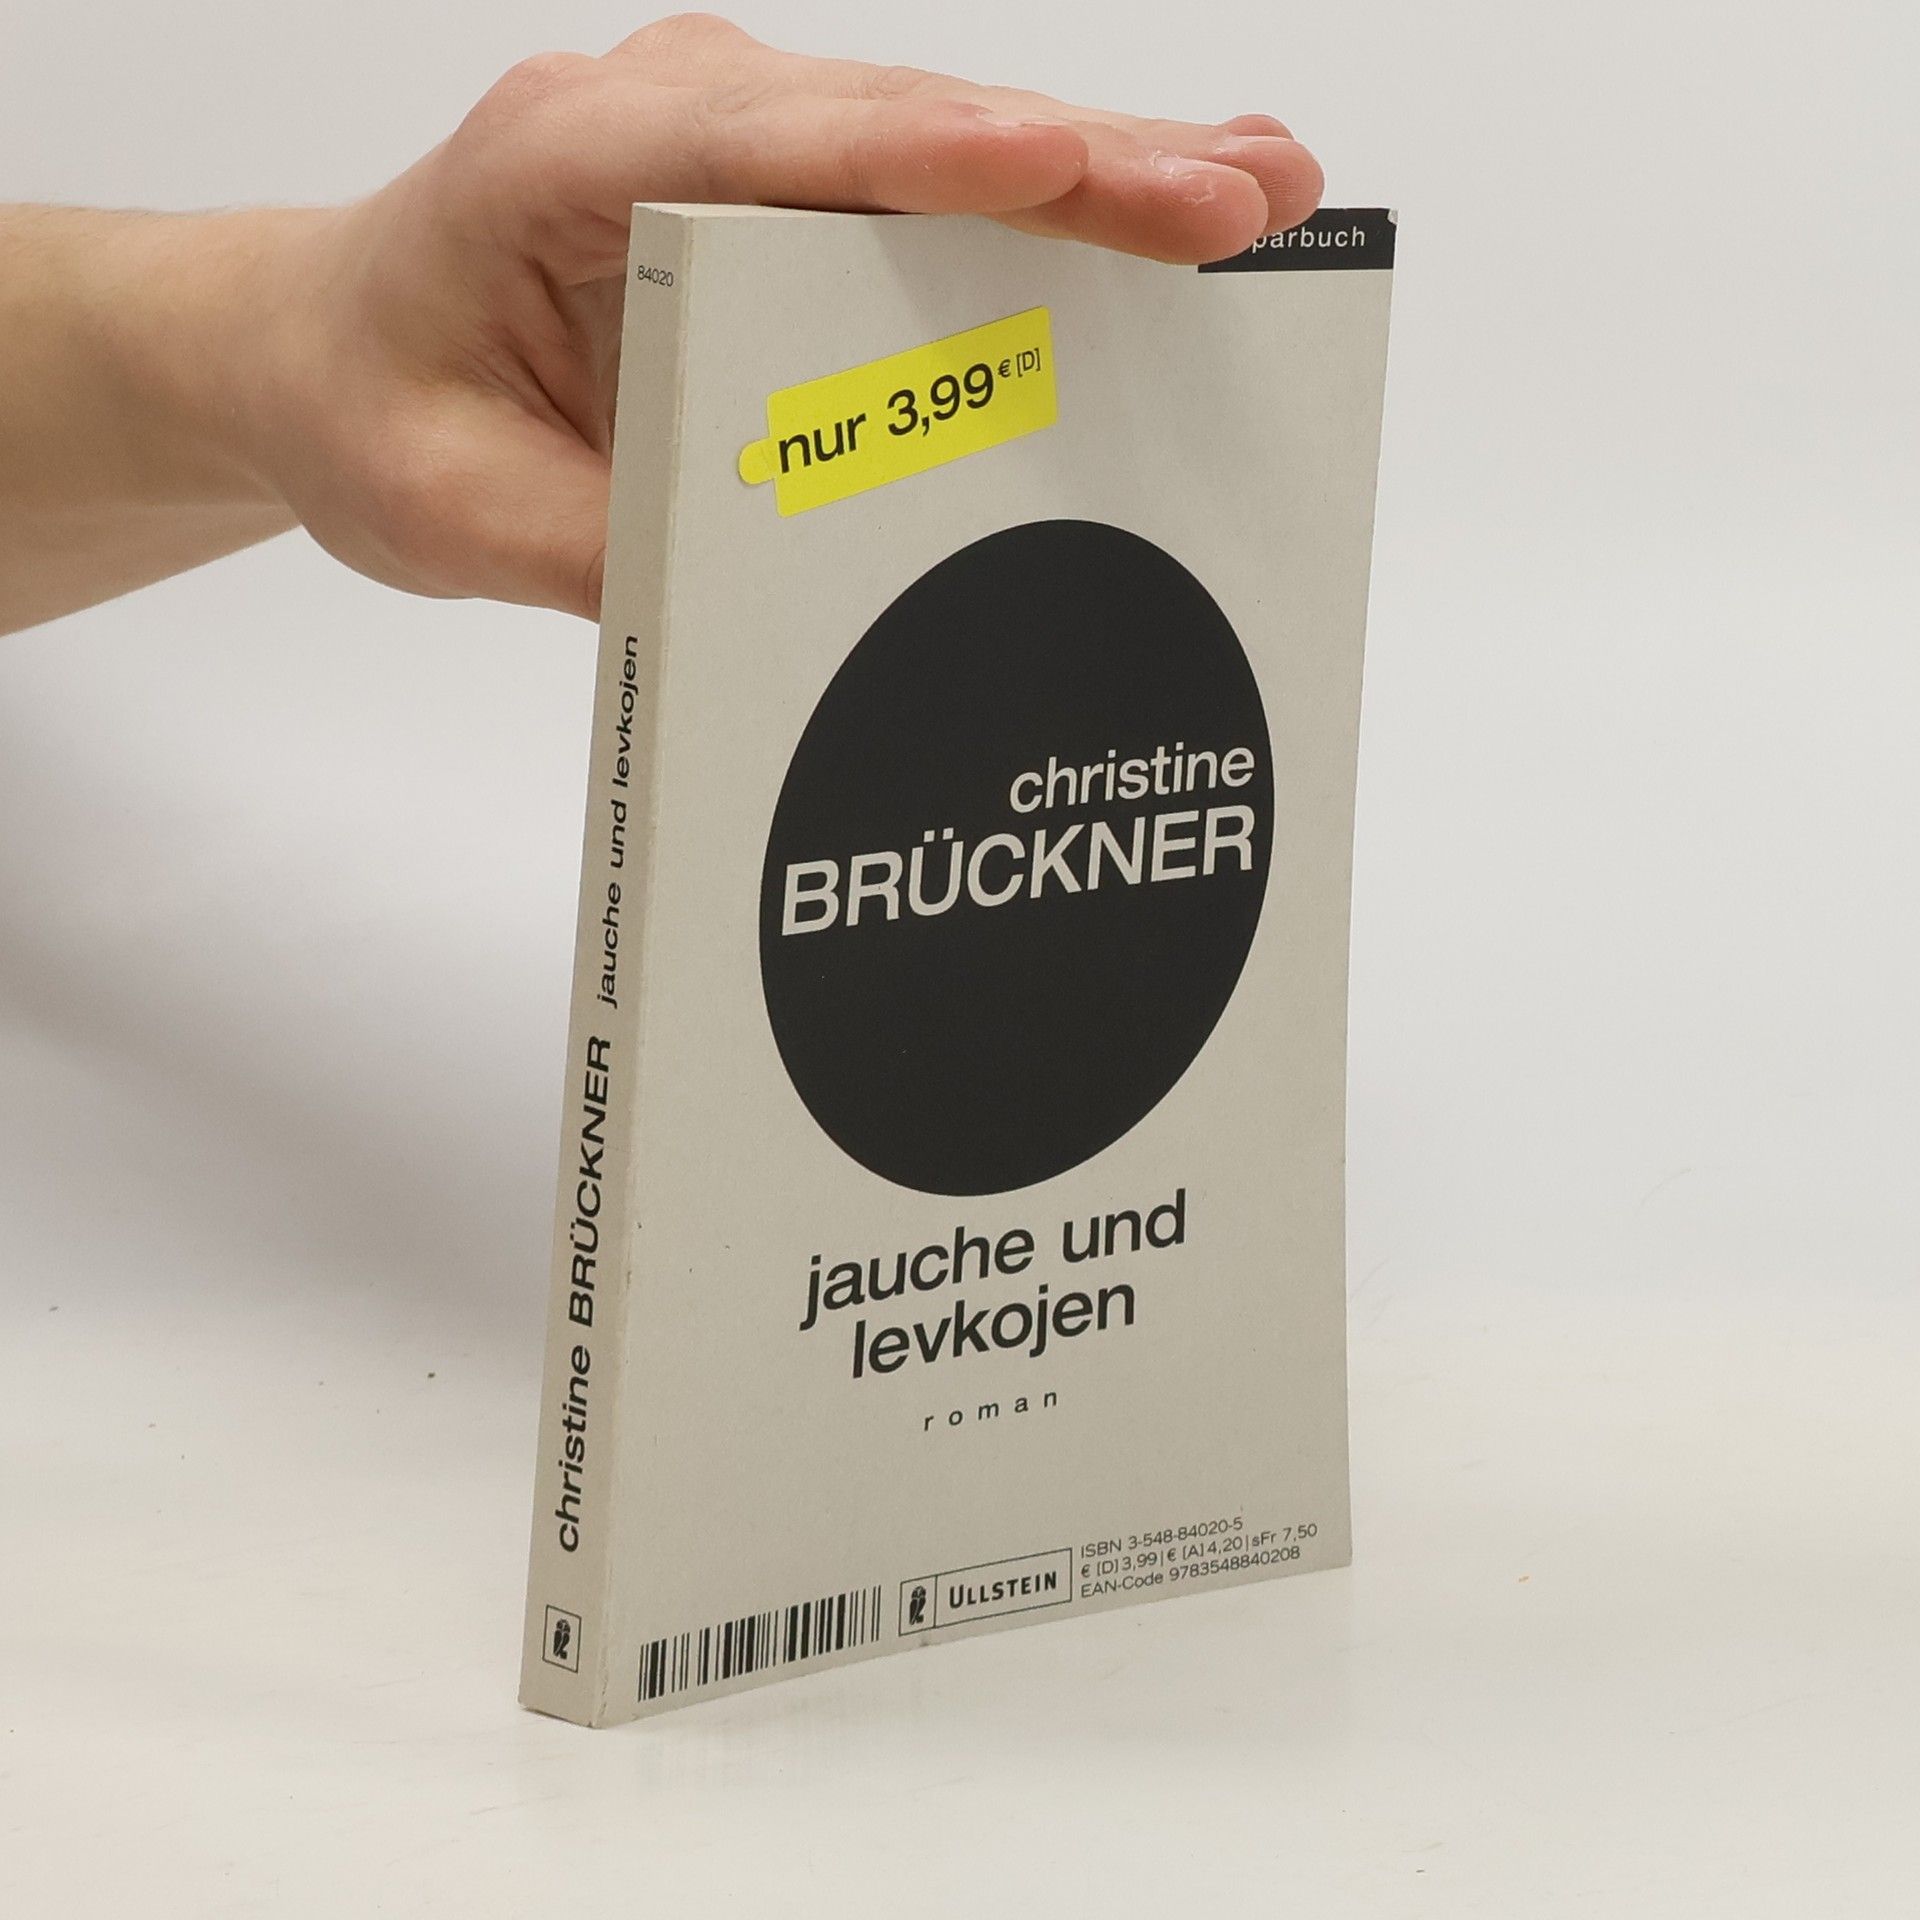 parbuch
84020
nur 3,99 € [D]
christine
BRÜCKNER
jauche und
levkojen
roman
christine BRÜCKNER jauche und levkojen
ULLSTEIN
ISBN 3-548-84020-5
€ [D] 3,99 | € [A] 4,20 | sFr 7,50
EAN-Code 9783548840208